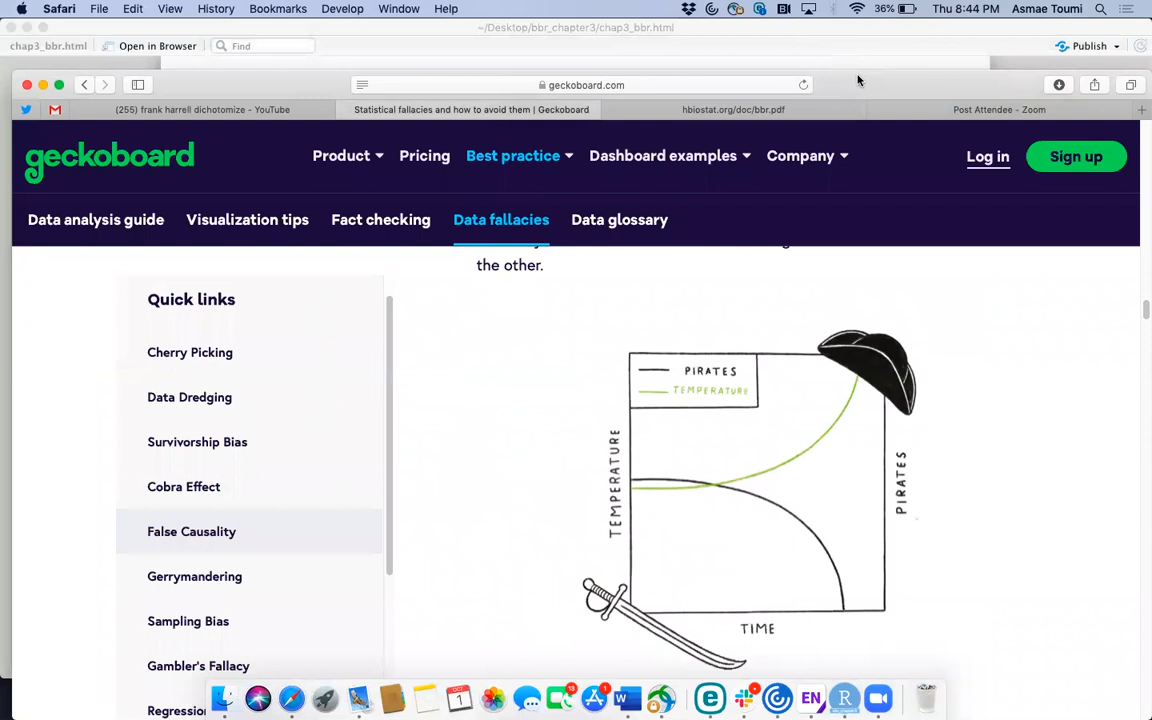 Safari File Edit View History Bookmarks Develop Window Help 36% Thu 8:44 PM Asmae Toumi
~/Desktop/bbr_chapter3/chap3_bbr.html
chap3_bbr.html Open in Browser Find Publish
geckoboard.com
(255) frank harrell dichotomize - YouTube Statistical fallacies and how to avoid them | Geckoboard hbiostat.org/doc/bbr.pdf Post Attendee - Zoom
geckoboard Product Pricing Best practice Dashboard examples Company Log in Sign up
Data analysis guide Visualization tips Fact checking Data fallacies Data glossary
the other.
Quick links
Cherry Picking
Data Dredging
Survivorship Bias
Cobra Effect
False Causality
Gerrymandering
Sampling Bias
Gambler's Fallacy
PIRATES
TEMPERATURE
TEMPERATURE
PIRATES
TIME
OCT
1
18
1
EN
R